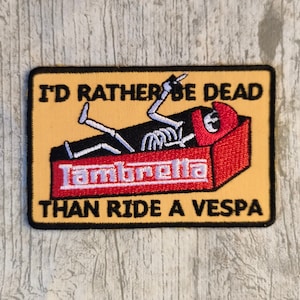 I'D RATHER BE DEAD
Lambretta
THAN RIDE A VESPA